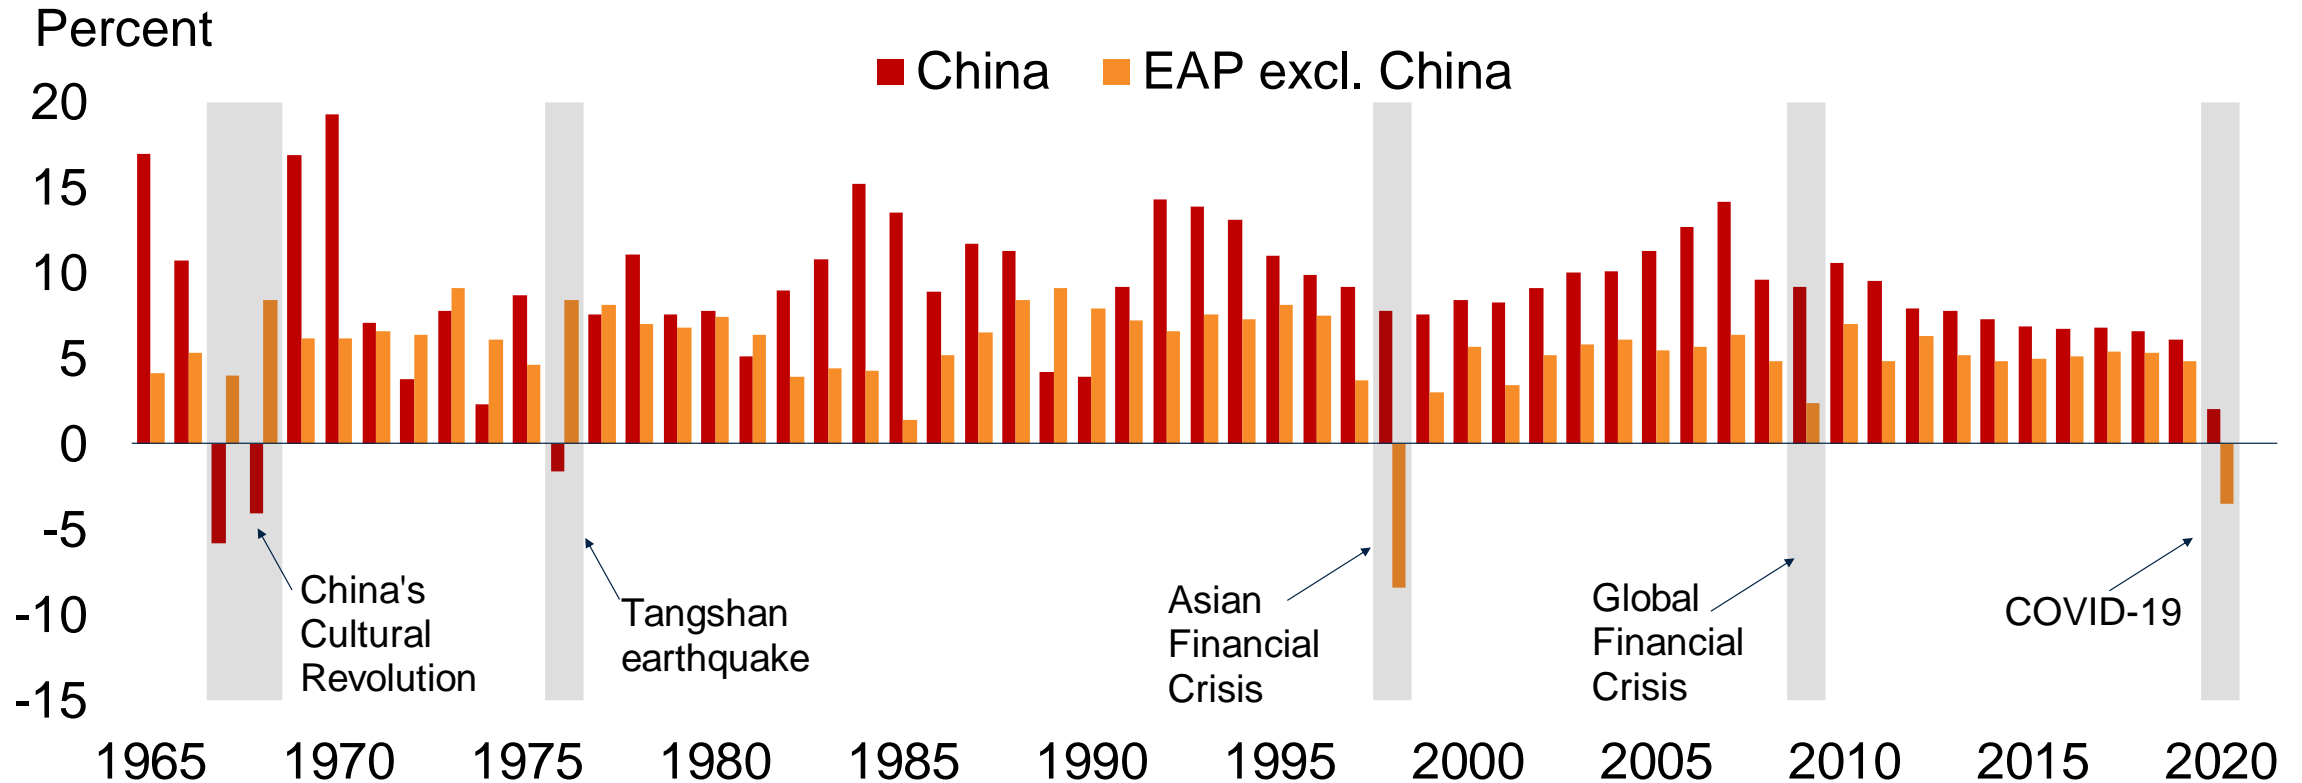 Percent
China EAP excl. China
20
15
10
5
0
-5
-10
-15
China's
Cultural
Revolution
Tangshan
earthquake
Asian
Financial
Crisis
Global
Financial
Crisis
COVID-19
1965 1970 1975 1980 1985 1990 1995 2000 2005 2010 2015 2020